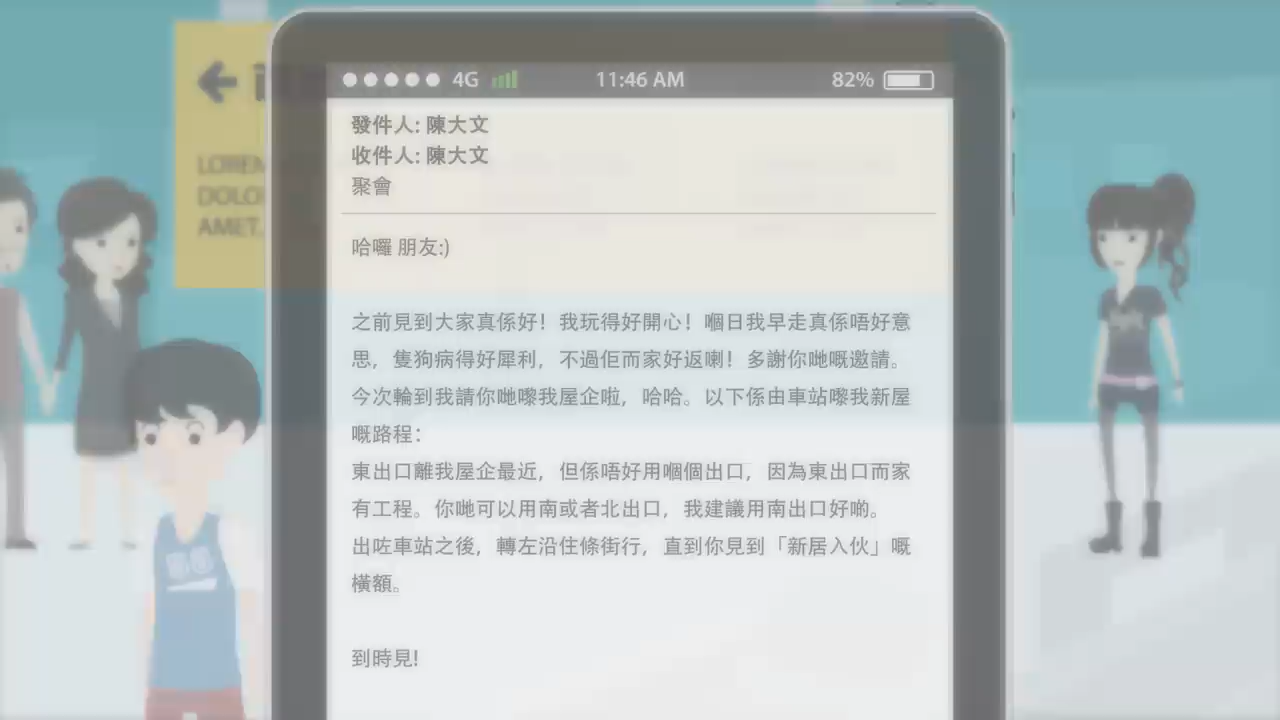 4G 11:46 AM 82%
發件人: 陳大文
收件人: 陳大文
聚會
哈囉 朋友:)
之前見到大家真係好！我玩得好開心！嗰日我早走真係唔好意
思，隻狗病得好犀利，不過佢而家好返喇！多謝你哋嘅邀請。
今次輪到我請你哋嚟我屋企啦，哈哈。以下係由車站嚟我新屋
嘅路程：
東出口離我屋企最近，但係唔好用嗰個出口，因為東出口而家
有工程。你哋可以用南或者北出口，我建議用南出口好啲。
出咗車站之後，轉左沿住條街行，直到你見到「新居入伙」嘅
橫額。
到時見!
LOREM
DOLO
AMET.